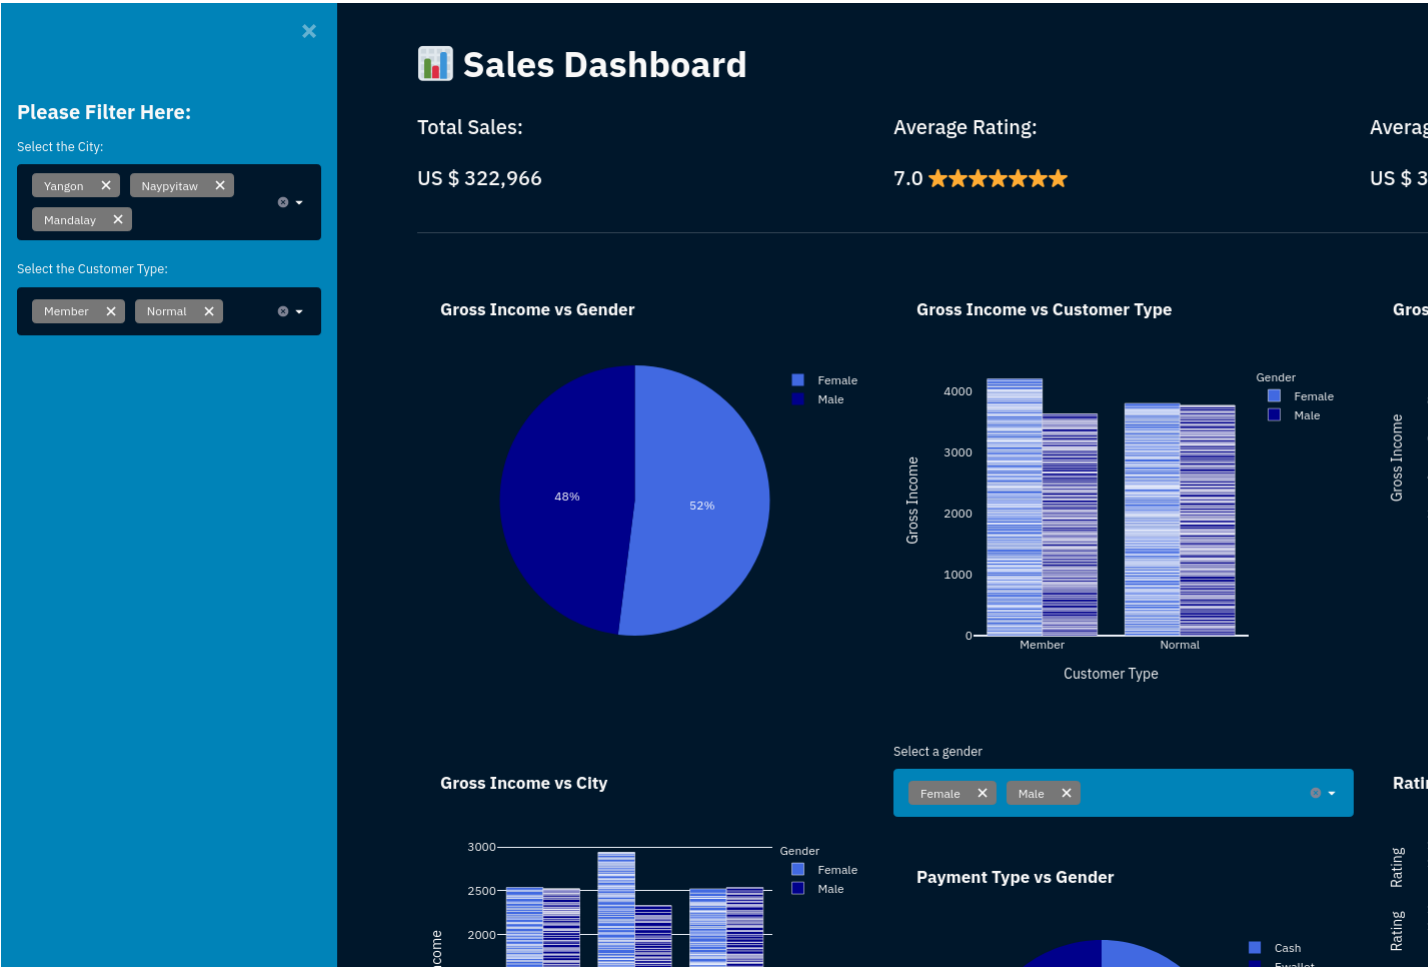 ×
Please Filter Here:
Select the City:
Yangon ×
Naypyitaw ×
Mandalay ×
Select the Customer Type:
Member ×
Normal ×
Sales Dashboard
Total Sales:
US $ 322,966
Average Rating:
7.0
US $ 3
Gross Income vs Gender
Female
Male
48%
52%
Gross Income vs Customer Type
Gender
Female
Male
4000
3000
2000
1000
0
Gross Income
Member
Normal
Customer Type
Gross Income
Gross Income vs City
Gender
Female
Male
3000
2500
2000
Select a gender
Female ×
Male ×
Payment Type vs Gender
Cash
Rating
Rating